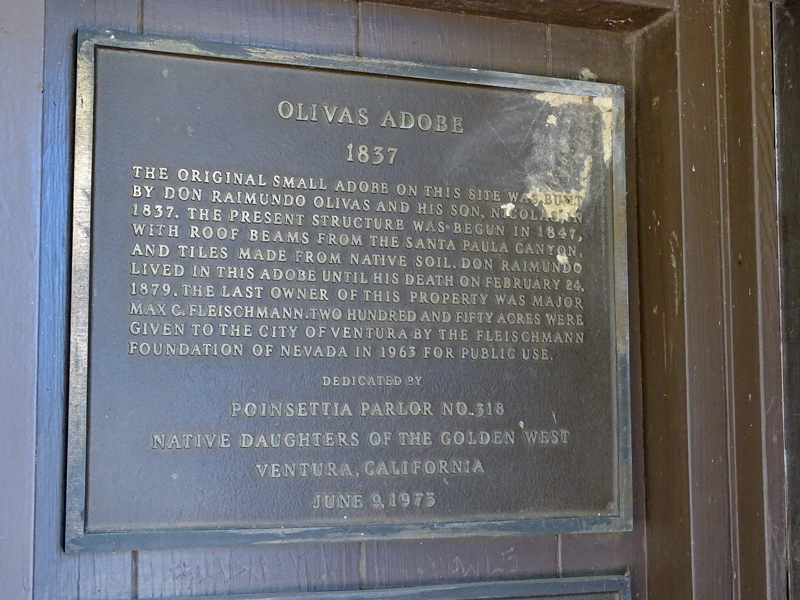 OLIVAS ADOBE
1837
THE ORIGINAL SMALL ADOBE ON THIS SITE WAS BUILT
BY DON RAIMUNDO OLIVAS AND HIS SON, NICOLAS IN
1837. THE PRESENT STRUCTURE WAS BEGUN IN 1847,
WITH ROOF BEAMS FROM THE SANTA PAULA CANYON,
AND TILES MADE FROM NATIVE SOIL. DON RAIMUNDO
LIVED IN THIS ADOBE UNTIL HIS DEATH ON FEBRUARY 24,
1879. THE LAST OWNER OF THIS PROPERTY WAS MAJOR
MAX C. FLEISCHMANN. TWO HUNDRED AND FIFTY ACRES WERE
GIVEN TO THE CITY OF VENTURA BY THE FLEISCHMANN
FOUNDATION OF NEVADA IN 1963 FOR PUBLIC USE.
DEDICATED BY
POINSETTIA PARLOR NO. 318
NATIVE DAUGHTERS OF THE GOLDEN WEST
VENTURA, CALIFORNIA
JUNE 9, 1973